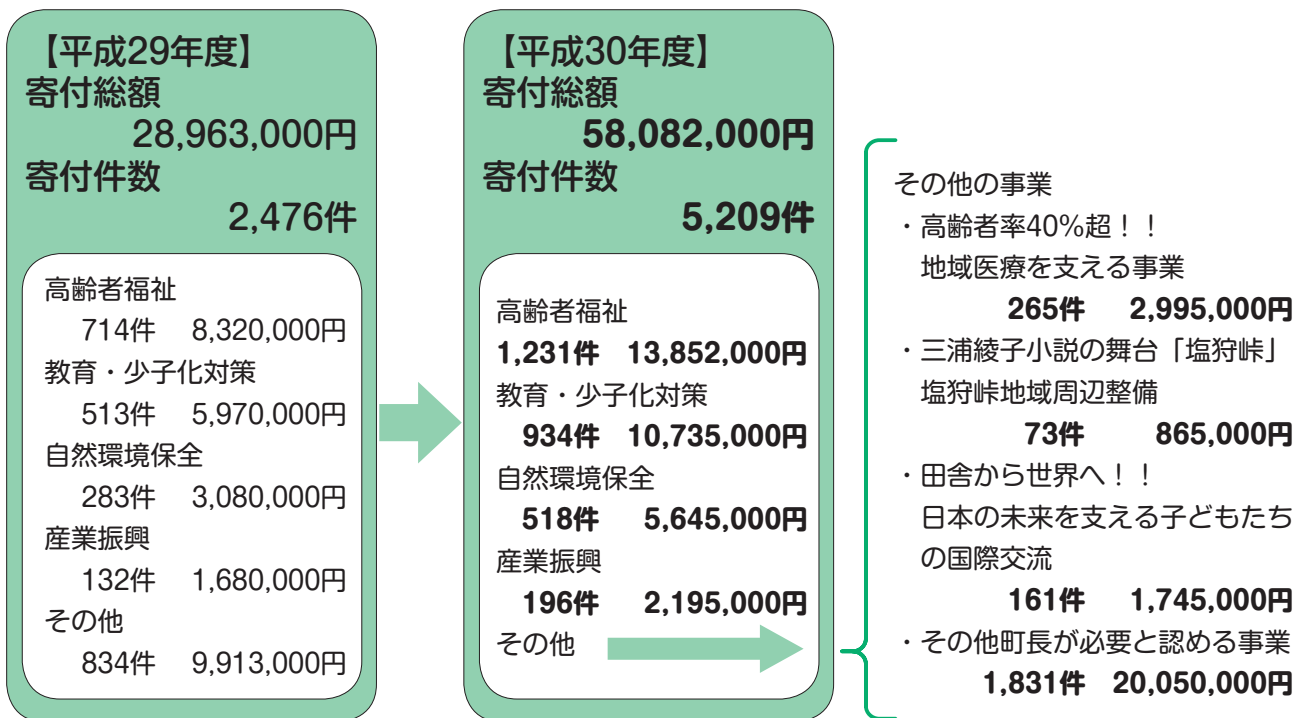 【平成29年度】
寄付総額
28,963,000円
寄付件数
2,476件
高齢者福祉
714件 8,320,000円
教育・少子化対策
513件 5,970,000円
自然環境保全
283件 3,080,000円
産業振興
132件 1,680,000円
その他
834件 9,913,000円
【平成30年度】
寄付総額
58,082,000円
寄付件数
5,209件
高齢者福祉
1,231件 13,852,000円
教育・少子化対策
934件 10,735,000円
自然環境保全
518件 5,645,000円
産業振興
196件 2,195,000円
その他
その他の事業
・高齢者率40%超！！
地域医療を支える事業
265件 2,995,000円
・三浦綾子小説の舞台「塩狩峠」
塩狩峠地域周辺整備
73件 865,000円
・田舎から世界へ！！
日本の未来を支える子どもたち
の国際交流
161件 1,745,000円
・その他町長が必要と認める事業
1,831件 20,050,000円